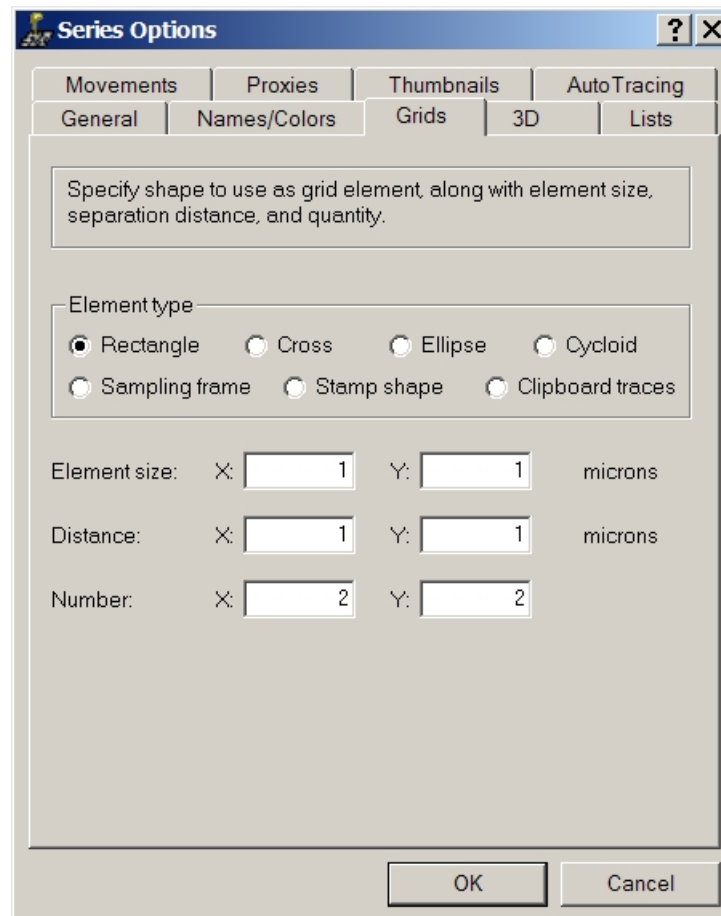 Series Options
? X
Movements Proxies Thumbnails AutoTracing
General Names/Colors Grids 3D Lists
Specify shape to use as grid element, along with element size,
separation distance, and quantity.
Element type
Rectangle Cross Ellipse Cycloid
Sampling frame Stamp shape Clipboard traces
Element size: X: 1 Y: 1 microns
Distance: X: 1 Y: 1 microns
Number: X: 2 Y: 2
OK Cancel